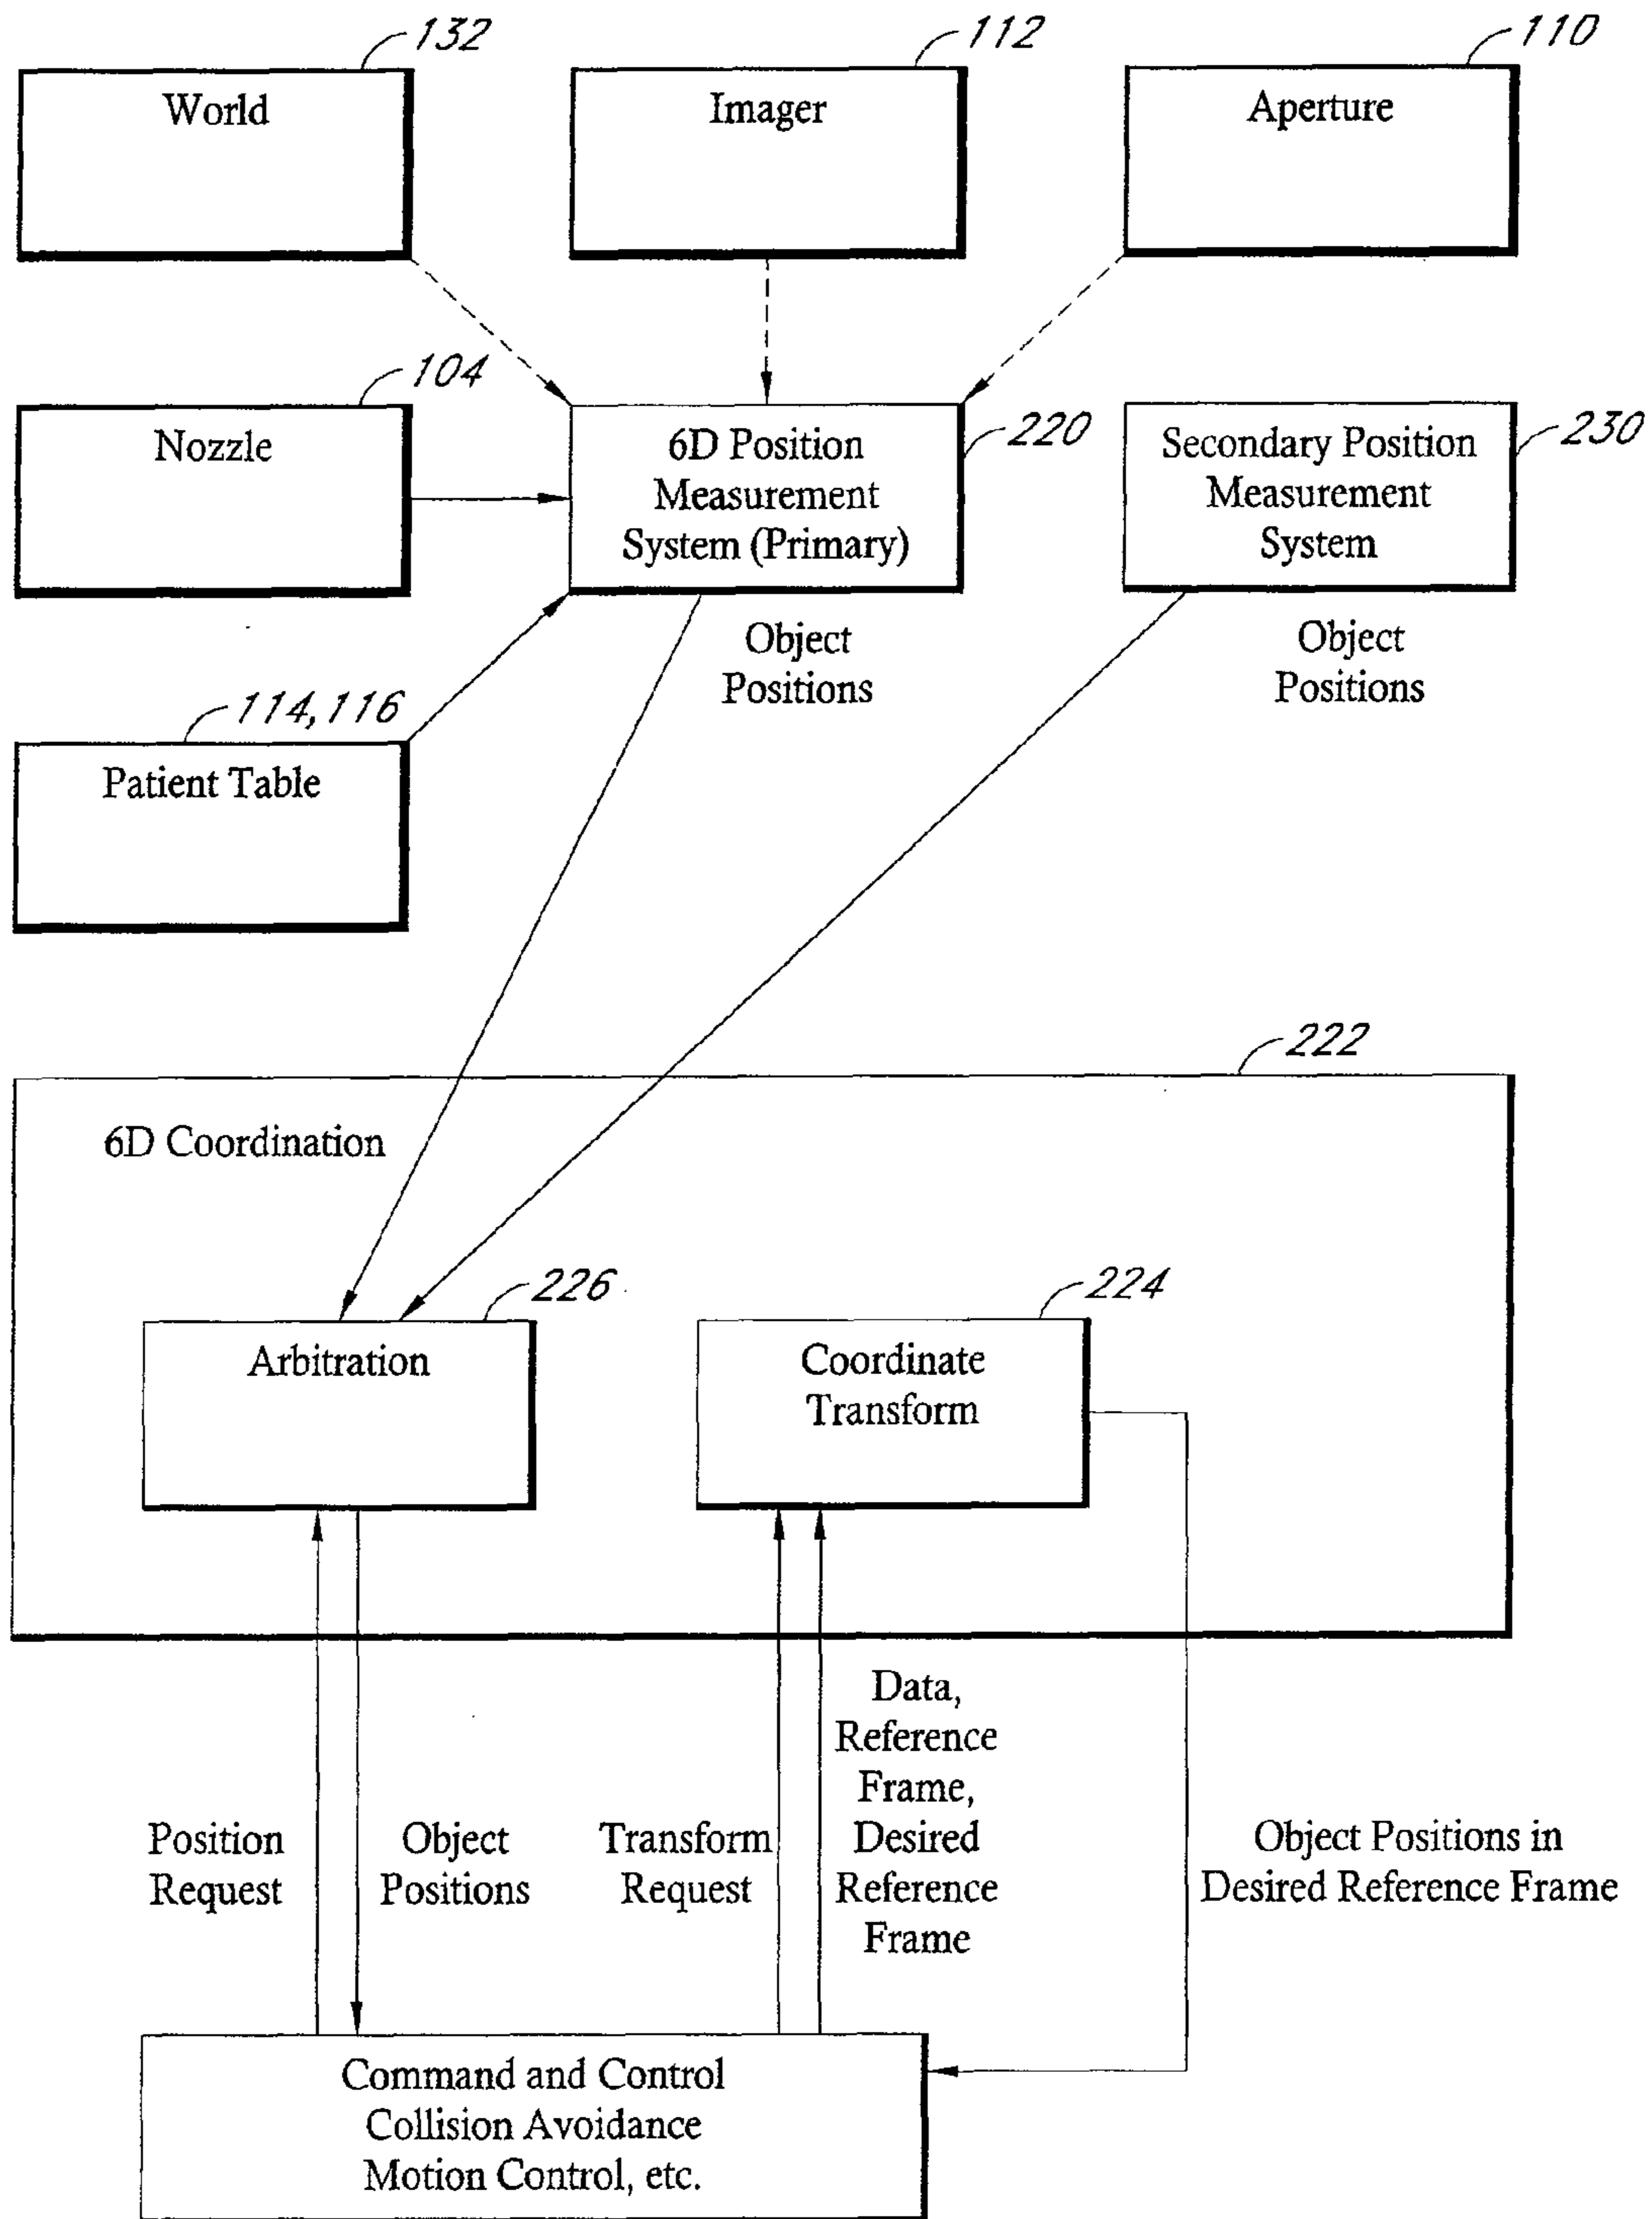 132
112
110
World
Imager
Aperture
104
220
230
Nozzle
6D Position
Measurement
System (Primary)
Secondary Position
Measurement
System
Object
Positions
Object
Positions
114, 116
Patient Table
222
6D Coordination
226
224
Arbitration
Coordinate
Transform
Position
Request
Object
Positions
Transform
Request
Data,
Reference
Frame,
Desired
Reference
Frame
Object Positions in
Desired Reference Frame
Command and Control
Collision Avoidance
Motion Control, etc.